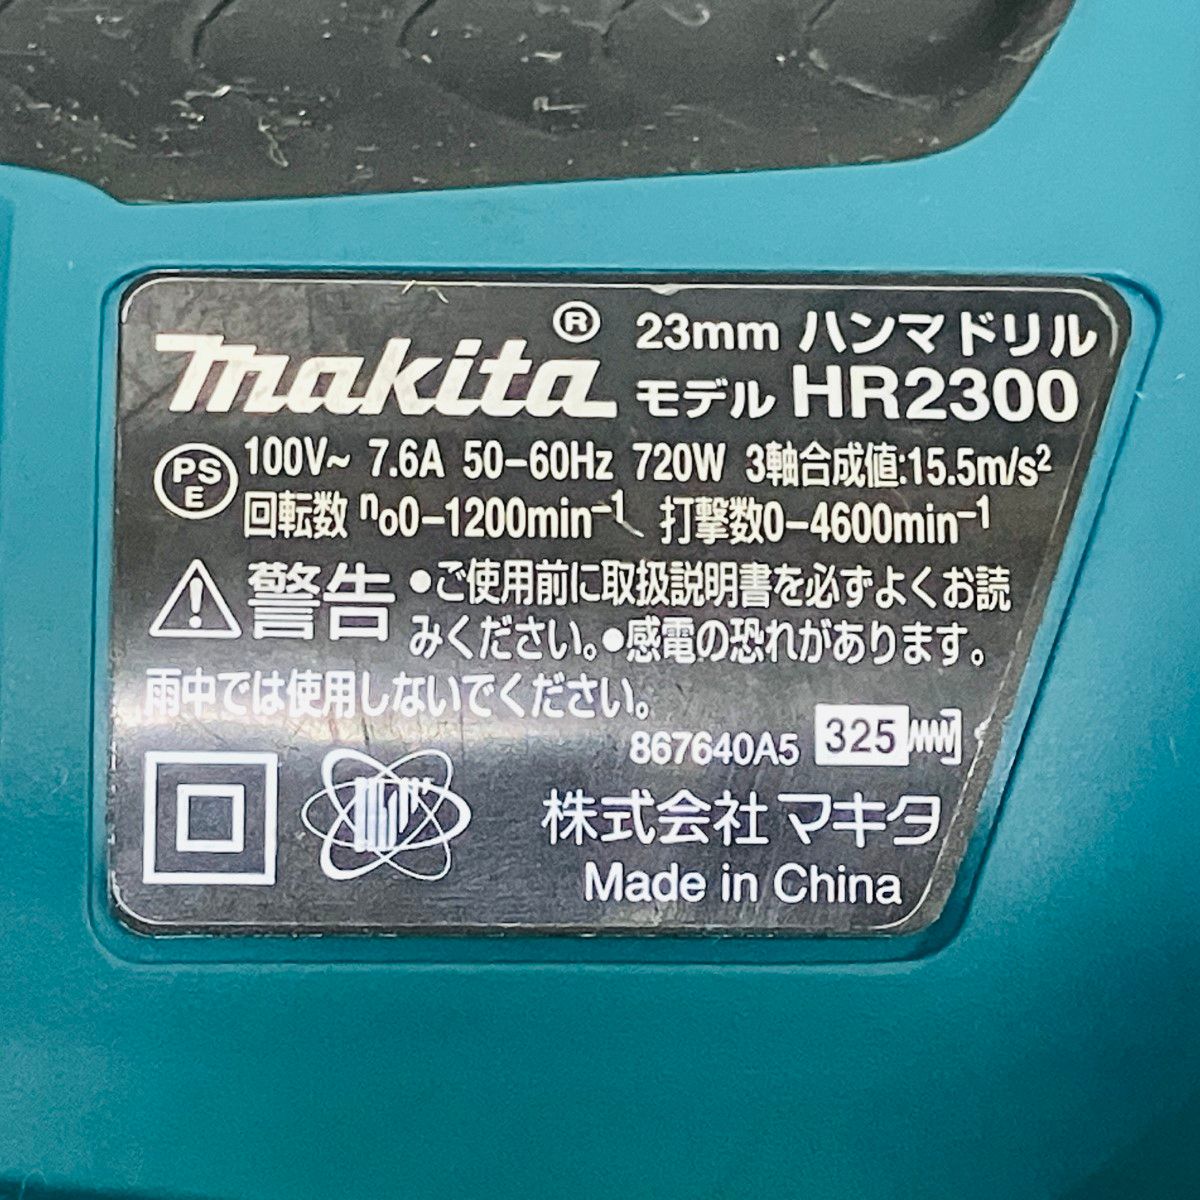 makita® 23mm ハンマドリル
モデル HR2300
PSE 100V~ 7.6A 50-60Hz 720W 3軸合成値:15.5m/s²
回転数 n₀0-1200min⁻¹、打撃数0-4600min⁻¹
警告 ●ご使用前に取扱説明書を必ずよくお読
みください。●感電の恐れがあります。
雨中では使用しないでください。
867640A5 325
株式会社マキタ
Made in China